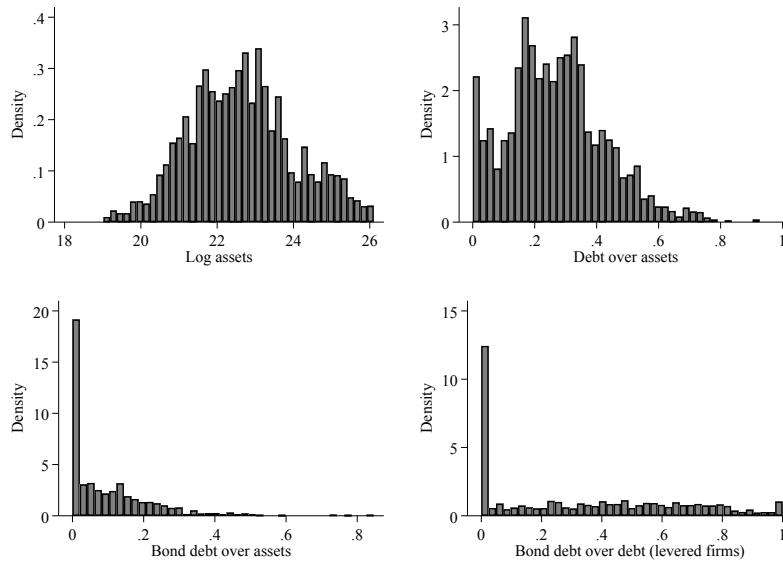 .4
.3
.2
.1
0
Density
18 20 22 24 26
Log assets
3
2
1
0
Density
0 .2 .4 .6 .8 1
Debt over assets
20
15
10
5
0
Density
0 .2 .4 .6 .8
Bond debt over assets
15
10
5
0
Density
0 .2 .4 .6 .8 1
Bond debt over debt (levered firms)